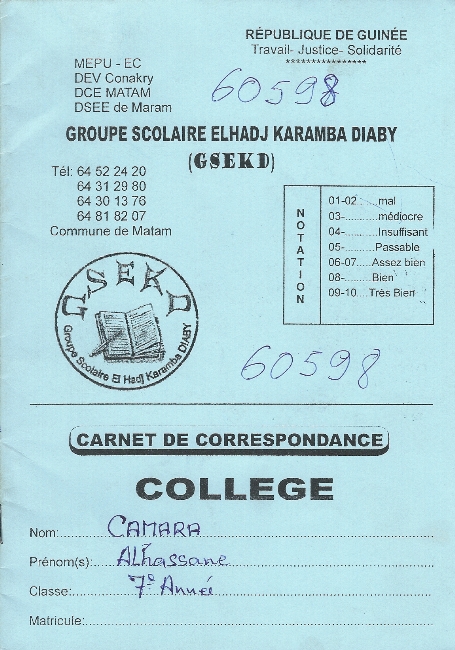 RÉPUBLIQUE DE GUINÉE
Travail- Justice- Solidarité
****************
MEPU - EC
DEV Conakry
DCE MATAM
DSEE de Maram
60598
GROUPE SCOLAIRE ELHADJ KARAMBA DIABY
(GSEKD)
Tél: 64 52 24 20
64 31 29 80
64 30 13 76
64 81 82 07
Commune de Matam
NOTATION
01-02 ..... mal
03-..........médiocre
04-..........Insuffisant
05-..........Passable
06-07.....Assez bien
08-.........Bien
09-10....Très Bien
GSEKD
Groupe Scolaire El Hadj Karamba DIABY
60598
CARNET DE CORRESPONDANCE
COLLEGE
Nom: CAMARA
Prénom(s): Alhassane
Classe: 7e Année
Matricule: